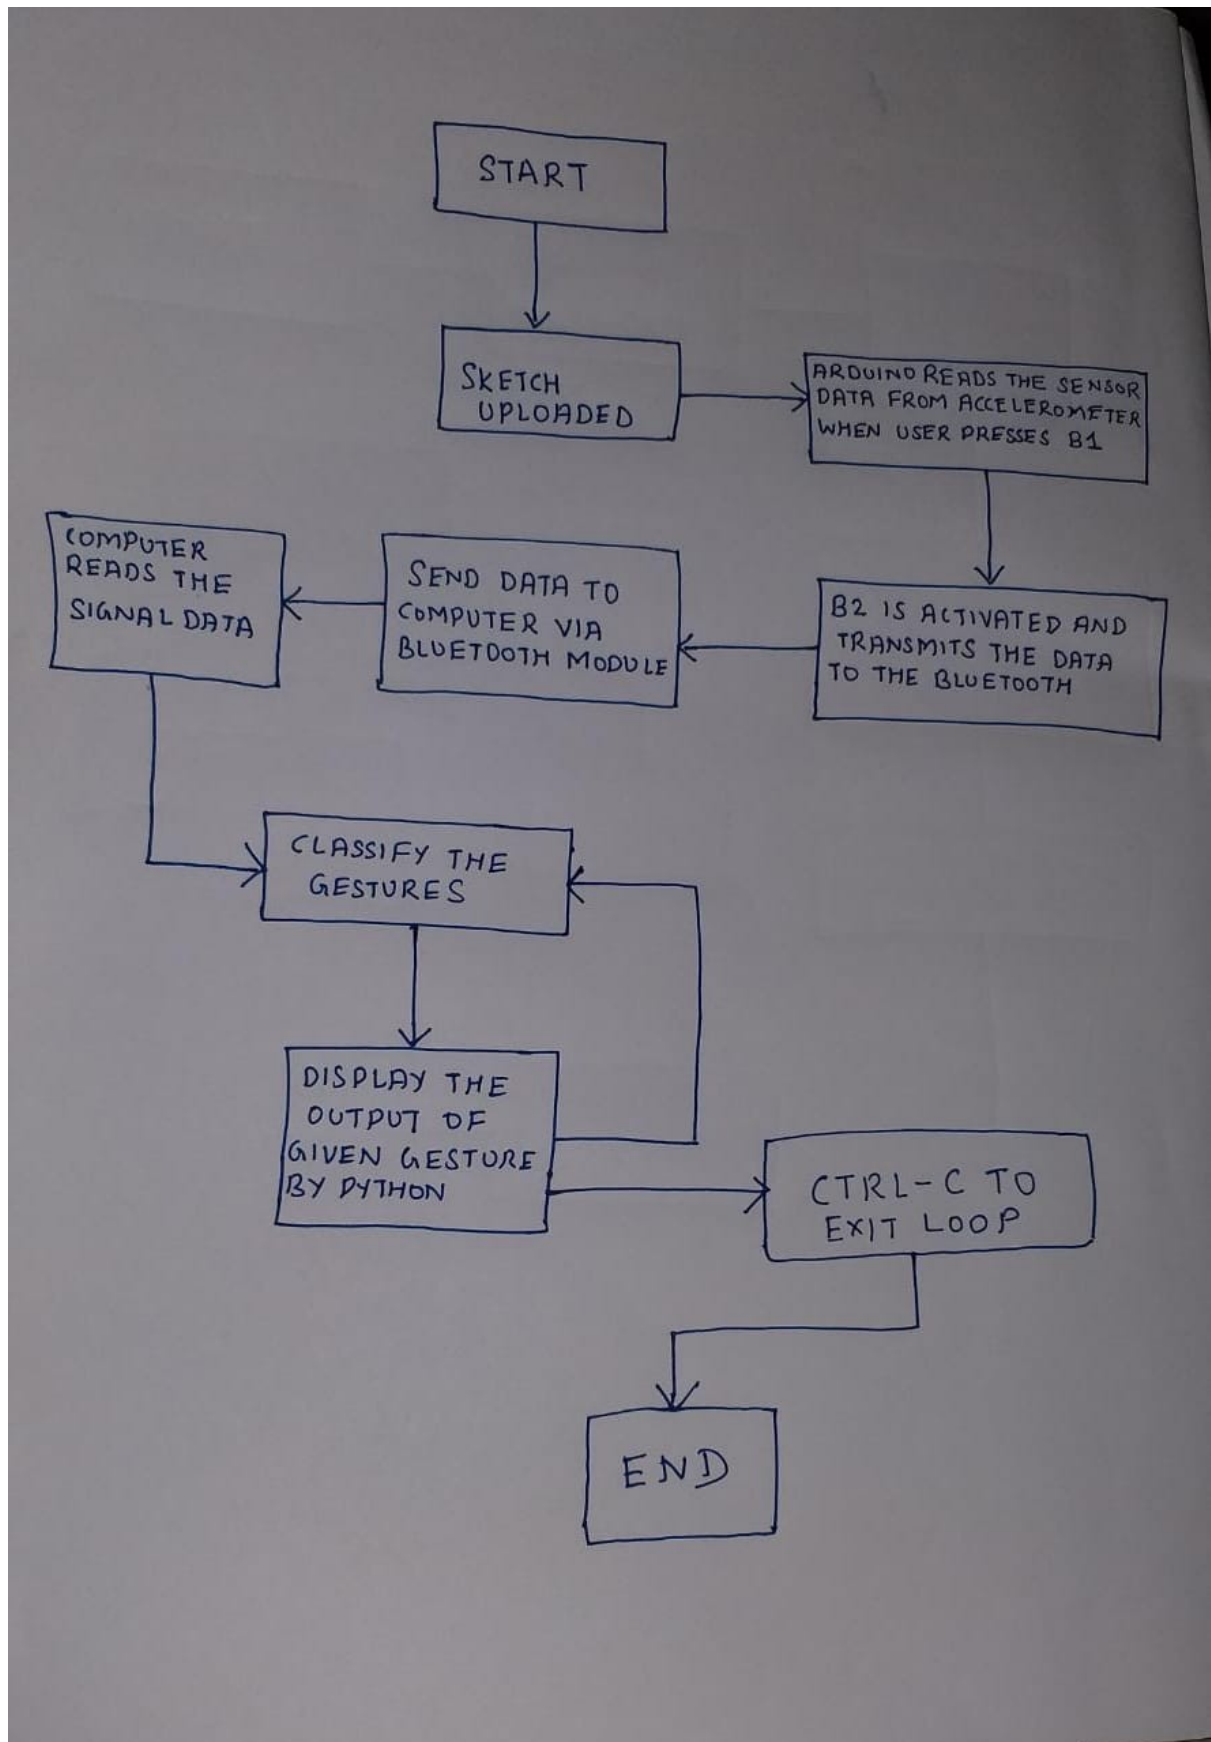 START
SKETCH
UPLOADED
ARDUINO READS THE SENSOR
DATA FROM ACCELEROMETER
WHEN USER PRESSES B1
B2 IS ACTIVATED AND
TRANSMITS THE DATA
TO THE BLUETOOTH
SEND DATA TO
COMPUTER VIA
BLUETOOTH MODULE
COMPUTER
READS THE
SIGNAL DATA
CLASSIFY THE
GESTURES
DISPLAY THE
OUTPUT OF
GIVEN GESTURE
BY PYTHON
CTRL-C TO
EXIT LOOP
END